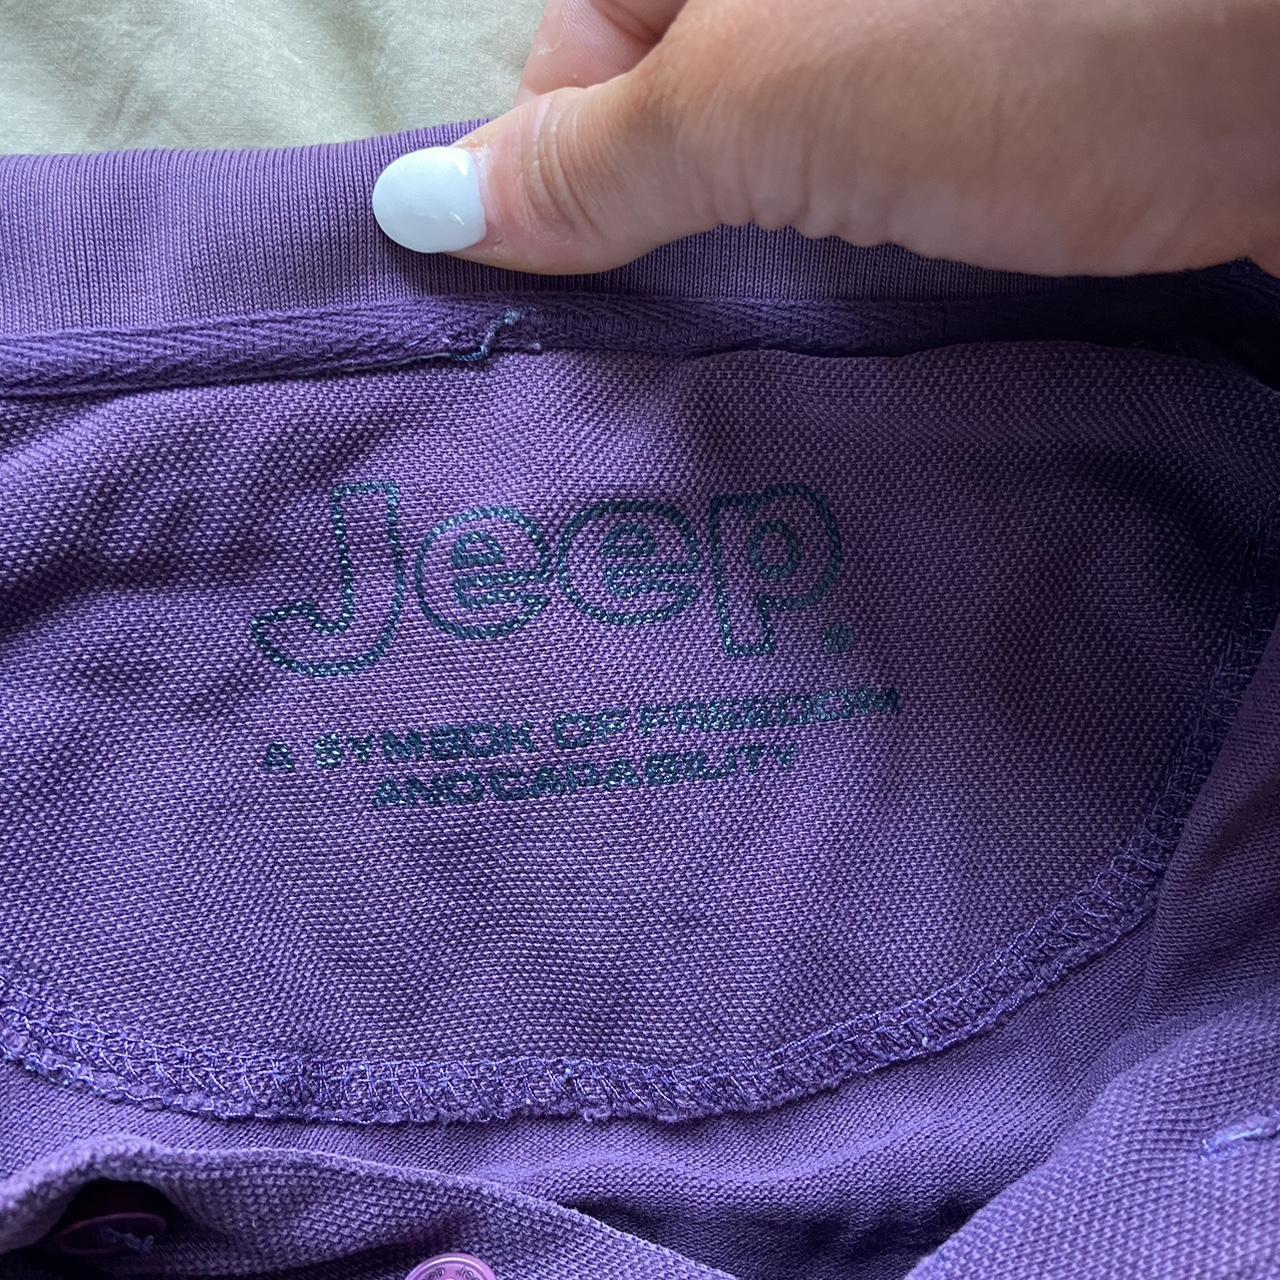 Jeep.
A SYMBOL OF FREEDOM
AND CAPABILITY